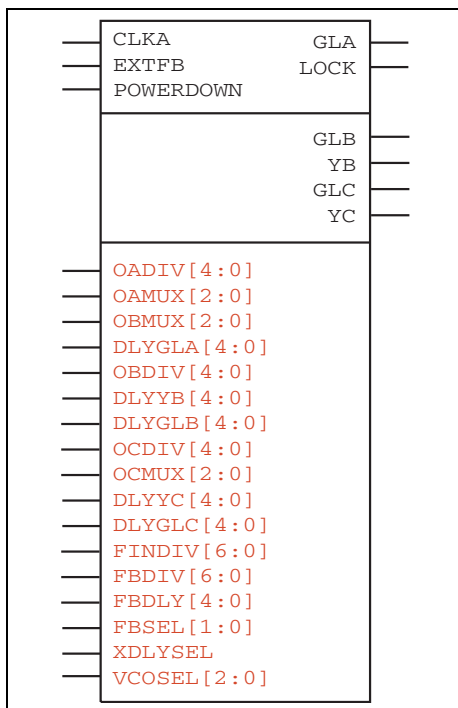 CLKA GLA
EXTFB LOCK
POWERDOWN
GLB
YB
GLC
YC
OADIV[4:0]
OAMUX[2:0]
OBMUX[2:0]
DLYGLA[4:0]
OBDIV[4:0]
DLYYB[4:0]
DLYGLB[4:0]
OCDIV[4:0]
OCMUX[2:0]
DLYYC[4:0]
DLYGLC[4:0]
FINDIV[6:0]
FBDIV[6:0]
FBDLY[4:0]
FBSEL[1:0]
XDLYSEL
VCOSEL[2:0]